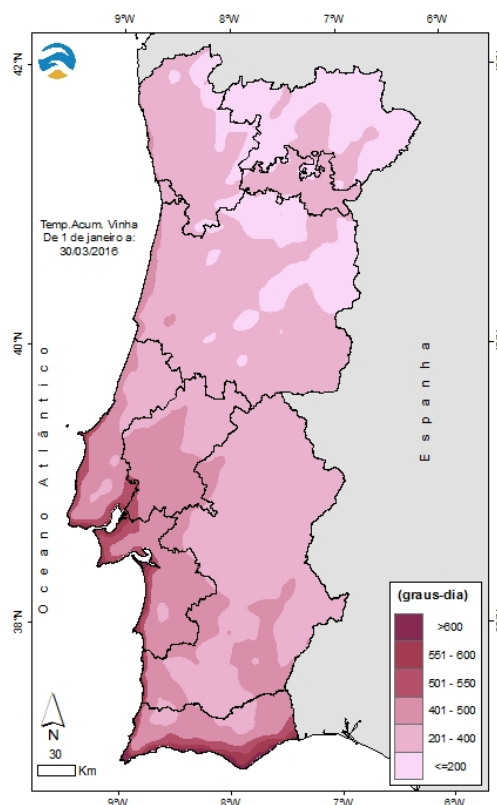 9°W 8°W 7°W 6°W
42°N
Temp.Acum. Vinha
De 1 de janeiro a:
30/03/2016
40°N
Oceano Atlântico
Espanha
38°N
(graus-dia)
>600
551 - 600
501 - 550
401 - 500
201 - 400
<=200
N
30
Km
9°W 8°W 7°W 6°W